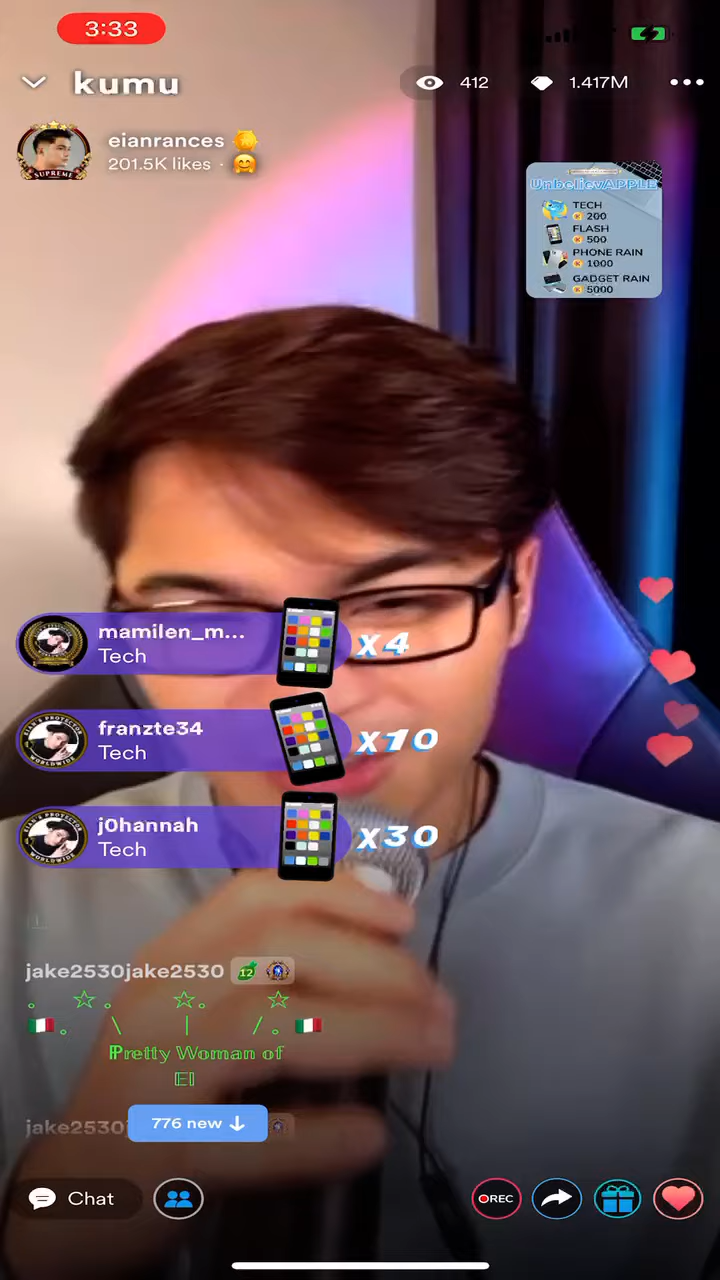 3:33
kumu
412
1.417M
eianrances
201.5K likes ·
SUPREME
UnbelievAPPLE
TECH
200
FLASH
500
PHONE RAIN
1000
GADGET RAIN
5000
mamilen_m...
Tech
x4
franzte34
Tech
x10
j0hannah
Tech
x30
jake2530jake2530
12
Pretty Woman of
El
jake2530
776 new
Chat
REC